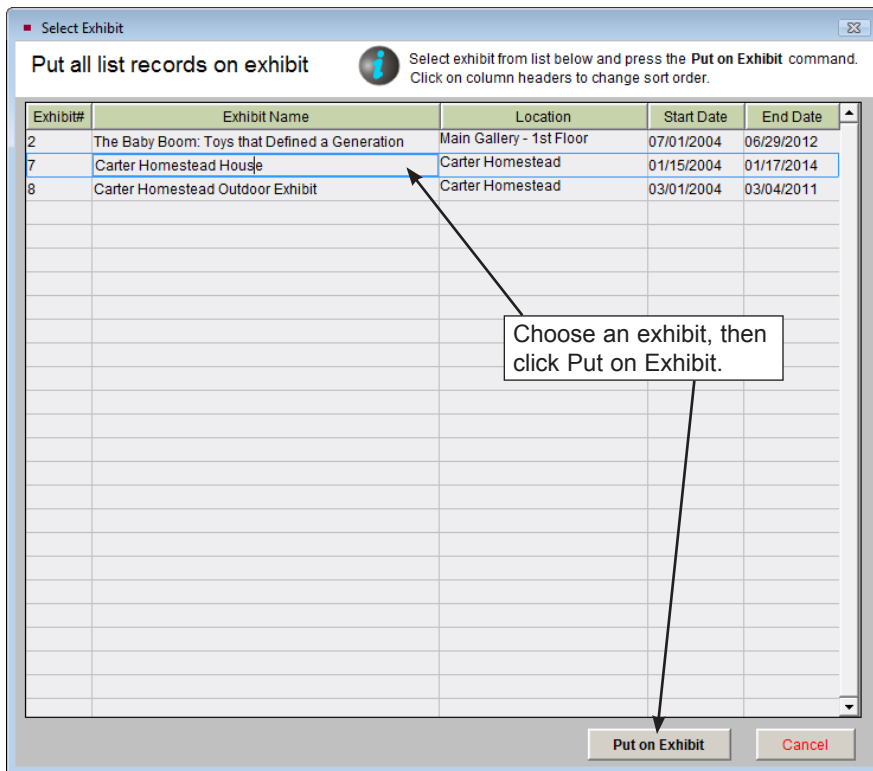 Select Exhibit
Put all list records on exhibit
Select exhibit from list below and press the Put on Exhibit command.
Click on column headers to change sort order.
Exhibit# Exhibit Name Location Start Date End Date
2 The Baby Boom: Toys that Defined a Generation Main Gallery - 1st Floor 07/01/2004 06/29/2012
7 Carter Homestead House Carter Homestead 01/15/2004 01/17/2014
8 Carter Homestead Outdoor Exhibit Carter Homestead 03/01/2004 03/04/2011
Choose an exhibit, then
click Put on Exhibit.
Put on Exhibit Cancel